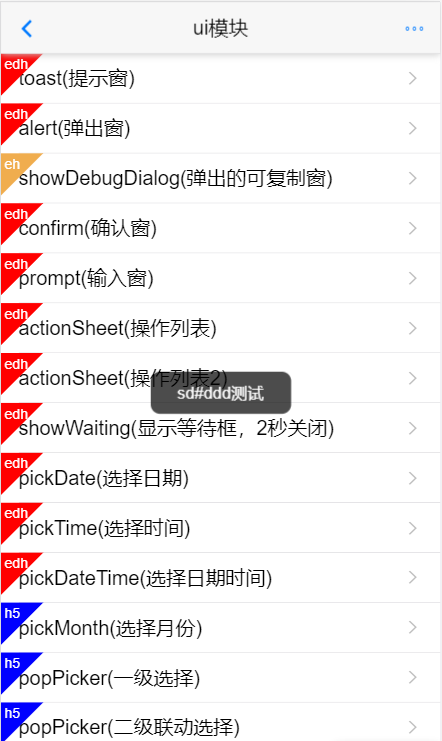 ui模块
edh
toast(提示窗)
edh
alert(弹出窗)
eh
showDebugDialog(弹出的可复制窗)
edh
confirm(确认窗)
edh
prompt(输入窗)
edh
actionSheet(操作列表)
edh
actionSheet(操作列表2)
sd#ddd测试
edh
showWaiting(显示等待框，2秒关闭)
edh
pickDate(选择日期)
edh
pickTime(选择时间)
edh
pickDateTime(选择日期时间)
h5
pickMonth(选择月份)
h5
popPicker(一级选择)
h5
popPicker(二级联动选择)